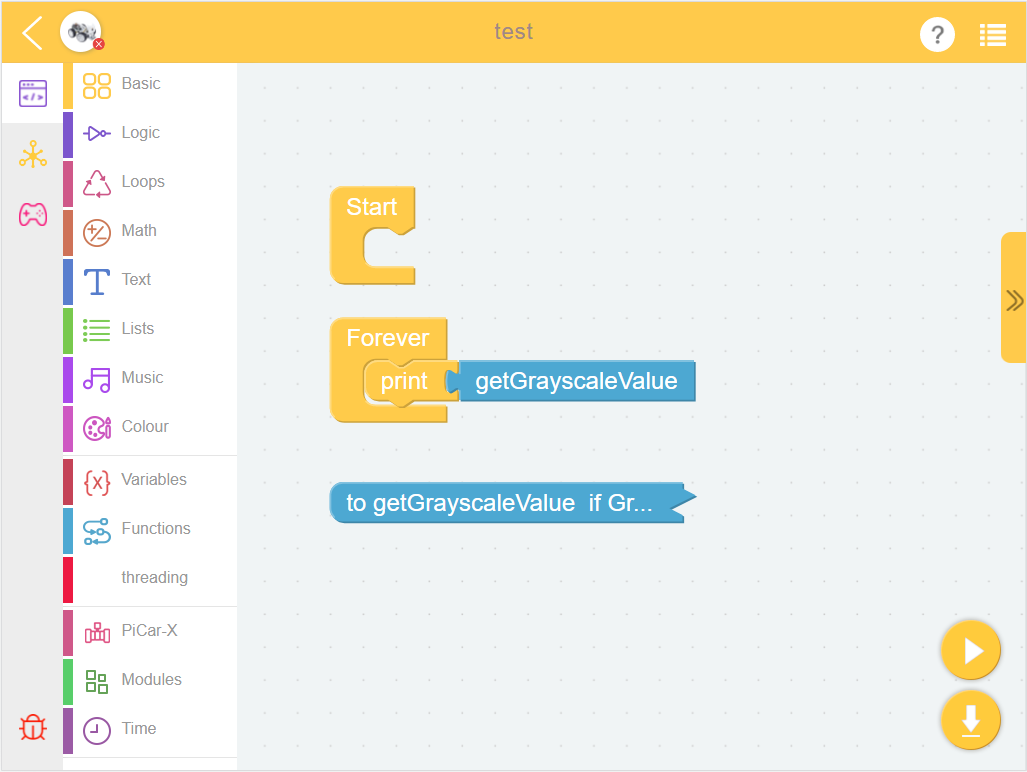 test
?
Basic
Logic
Loops
Math
Text
Lists
Music
Colour
Variables
Functions
threading
PiCar-X
Modules
Time
Start
Forever
print getGrayscaleValue
to getGrayscaleValue if Gr...